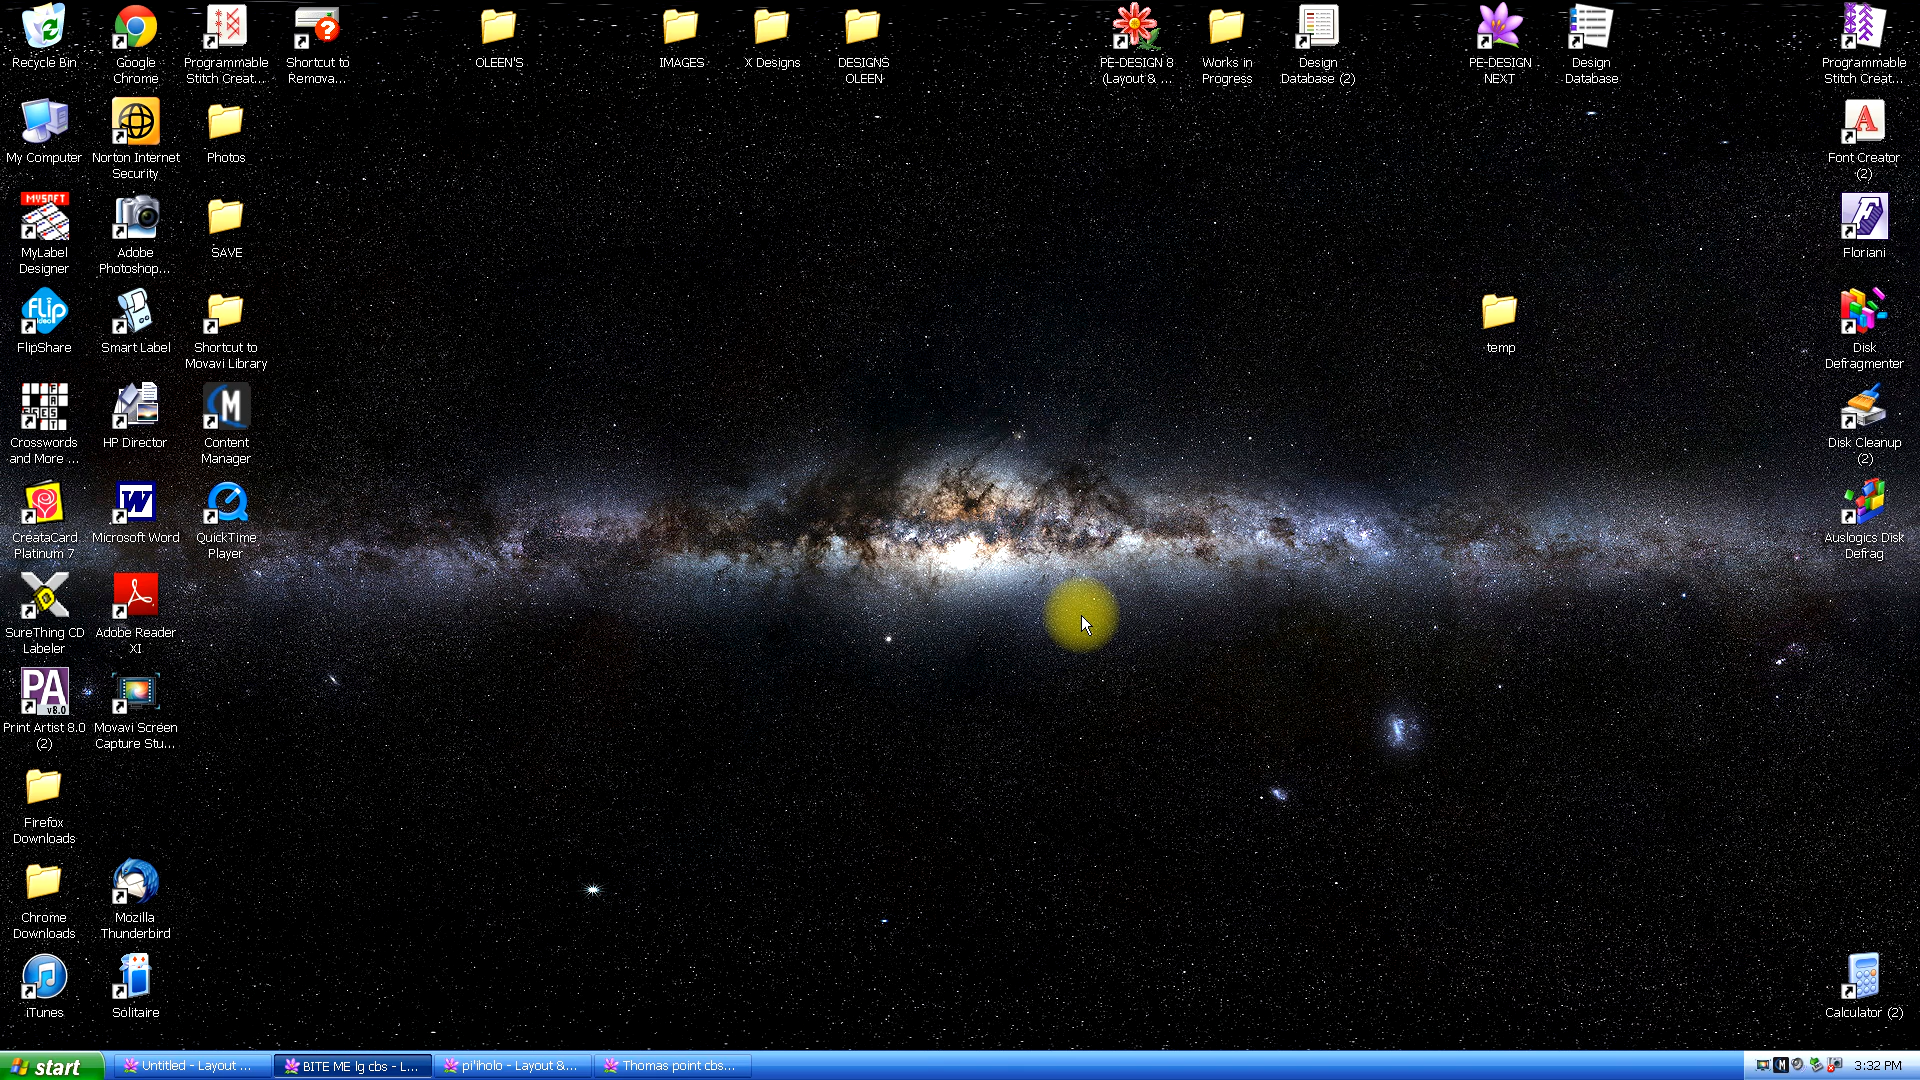 Recycle Bin
Google
Chrome
Programmable
Stitch Creat...
Shortcut to
Remova...
OLEEN'S
IMAGES
X Designs
DESIGNS
OLEEN
PE-DESIGN 8
(Layout & ...
Works in
Progress
Design
Database (2)
PE-DESIGN
NEXT
Design
Database
Programmable
Stitch Creat...
My Computer
Norton Internet
Security
Photos
Font Creator
(2)
MYSOFT
MyLabel
Designer
Adobe
Photoshop...
SAVE
Floriani
FlipShare
Smart Label
Shortcut to
Movavi Library
temp
Disk
Defragmenter
Crosswords
and More ...
HP Director
Content
Manager
Disk Cleanup
(2)
CreataCard
Platinum 7
Microsoft Word
QuickTime
Player
Auslogics Disk
Defrag
SureThing CD
Labeler
Adobe Reader
XI
PA
v8.0
Print Artist 8.0
(2)
Movavi Screen
Capture Stu...
Firefox
Downloads
Chrome
Downloads
Mozilla
Thunderbird
iTunes
Solitaire
Calculator (2)
start
Untitled - Layout ...
BITE ME lg cbs - L...
pi'iholo - Layout &...
Thomas point cbs...
3:32 PM